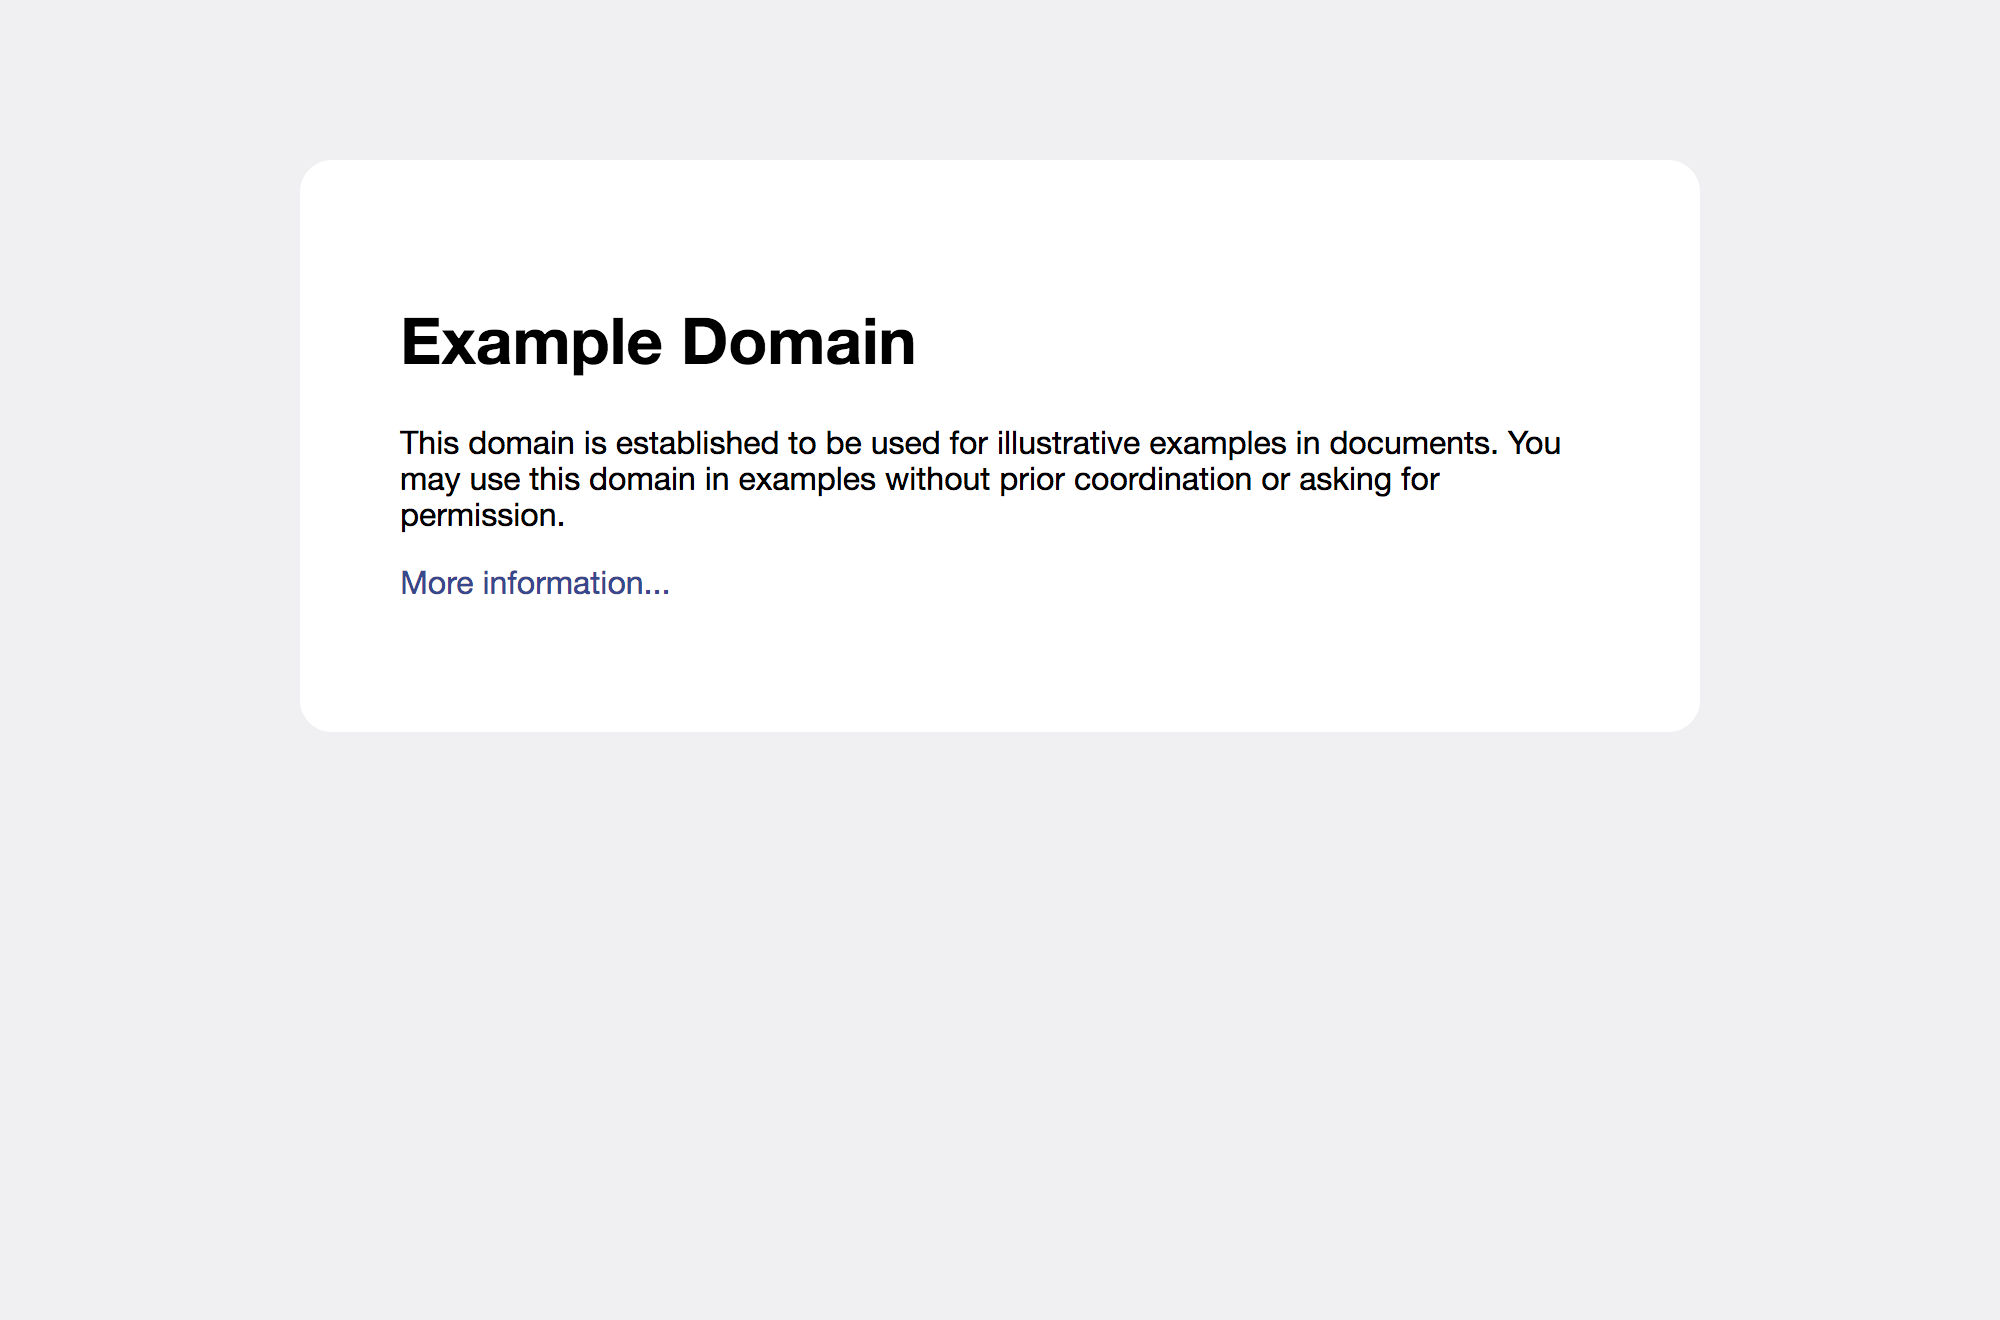 Example Domain
This domain is established to be used for illustrative examples in documents. You
may use this domain in examples without prior coordination or asking for
permission.
More information...